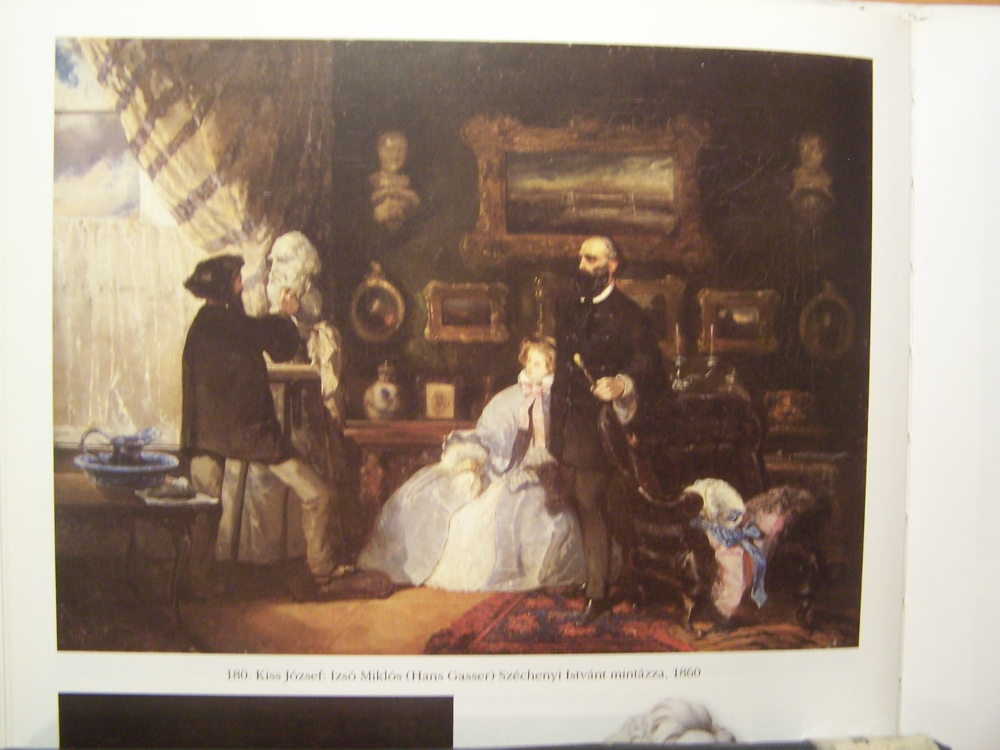 180. Kiss József: Izsó Miklós (Hans Gasser) Széchenyi Istvánt mintázza, 1860